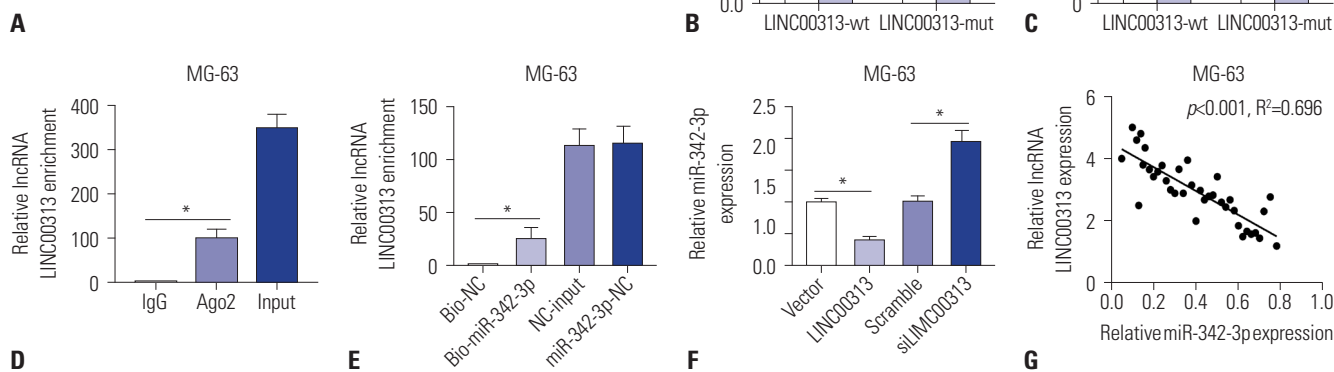 0.0
0.0
LINC00313-wt LINC00313-mut
LINC00313-wt LINC00313-mut
A
B
C
MG-63
Relative lncRNA
LINC00313 enrichment
400
300
200
100
0
*
IgG Ago2 Input
D
MG-63
Relative lncRNA
LINC00313 enrichment
150
100
50
0
*
Bio-NC
Bio-miR-342-3p
NC-input
miR-342-3p-NC
E
MG-63
Relative miR-342-3p
expression
2.5
2.0
1.5
1.0
0.0
*
*
Vector
LINC00313
Scramble
siLIMC00313
F
MG-63
p<0.001, R²=0.696
Relative lncRNA
LINC00313 expression
6
4
2
0
0.0 0.2 0.4 0.6 0.8 1.0
Relative miR-342-3p expression
G